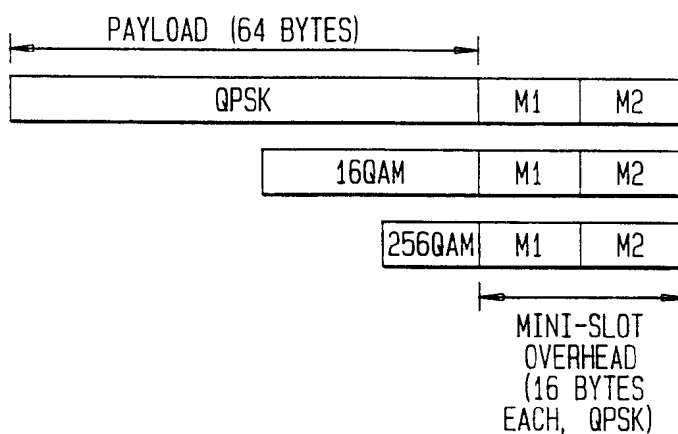 PAYLOAD (64 BYTES)
QPSK M1 M2
16QAM M1 M2
256QAM M1 M2
MINI-SLOT
OVERHEAD
(16 BYTES
EACH, QPSK)